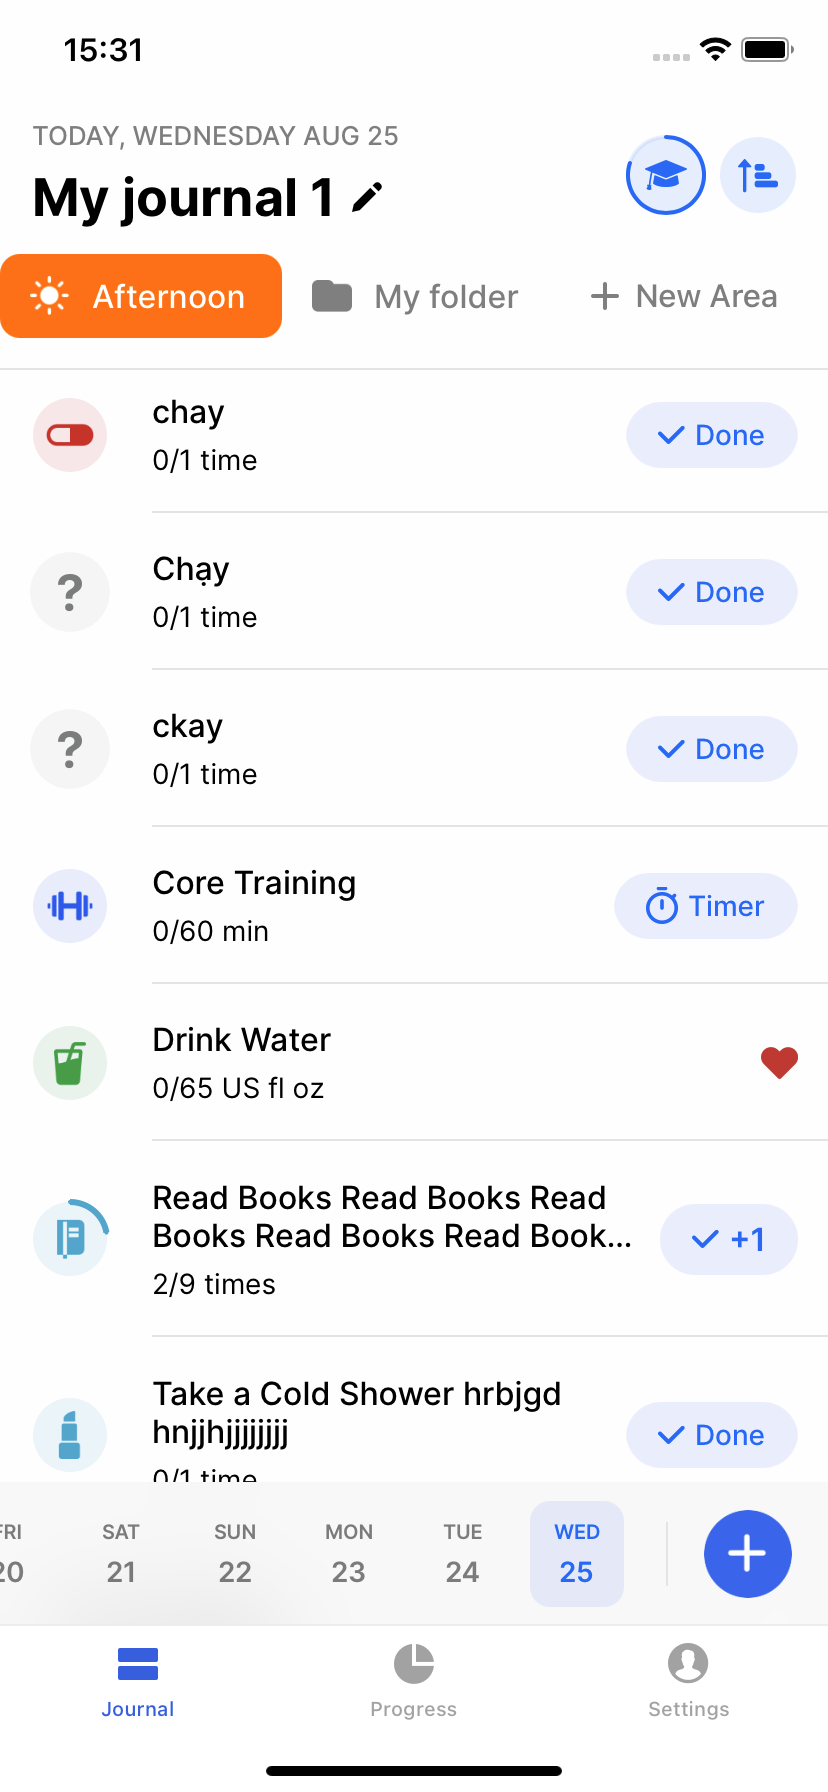 15:31
TODAY, WEDNESDAY AUG 25
My journal 1
Afternoon
My folder
+ New Area
chay
0/1 time
Done
Chạy
0/1 time
Done
?
ckay
0/1 time
Done
?
Core Training
0/60 min
Timer
Drink Water
0/65 US fl oz
Read Books Read Books Read
Books Read Books Read Book...
2/9 times
+1
Take a Cold Shower hrbjgd
hnjjhjjjjjjjj
0/1 time
Done
FRI
SAT
SUN
MON
TUE
WED
20
21
22
23
24
25
Journal
Progress
Settings